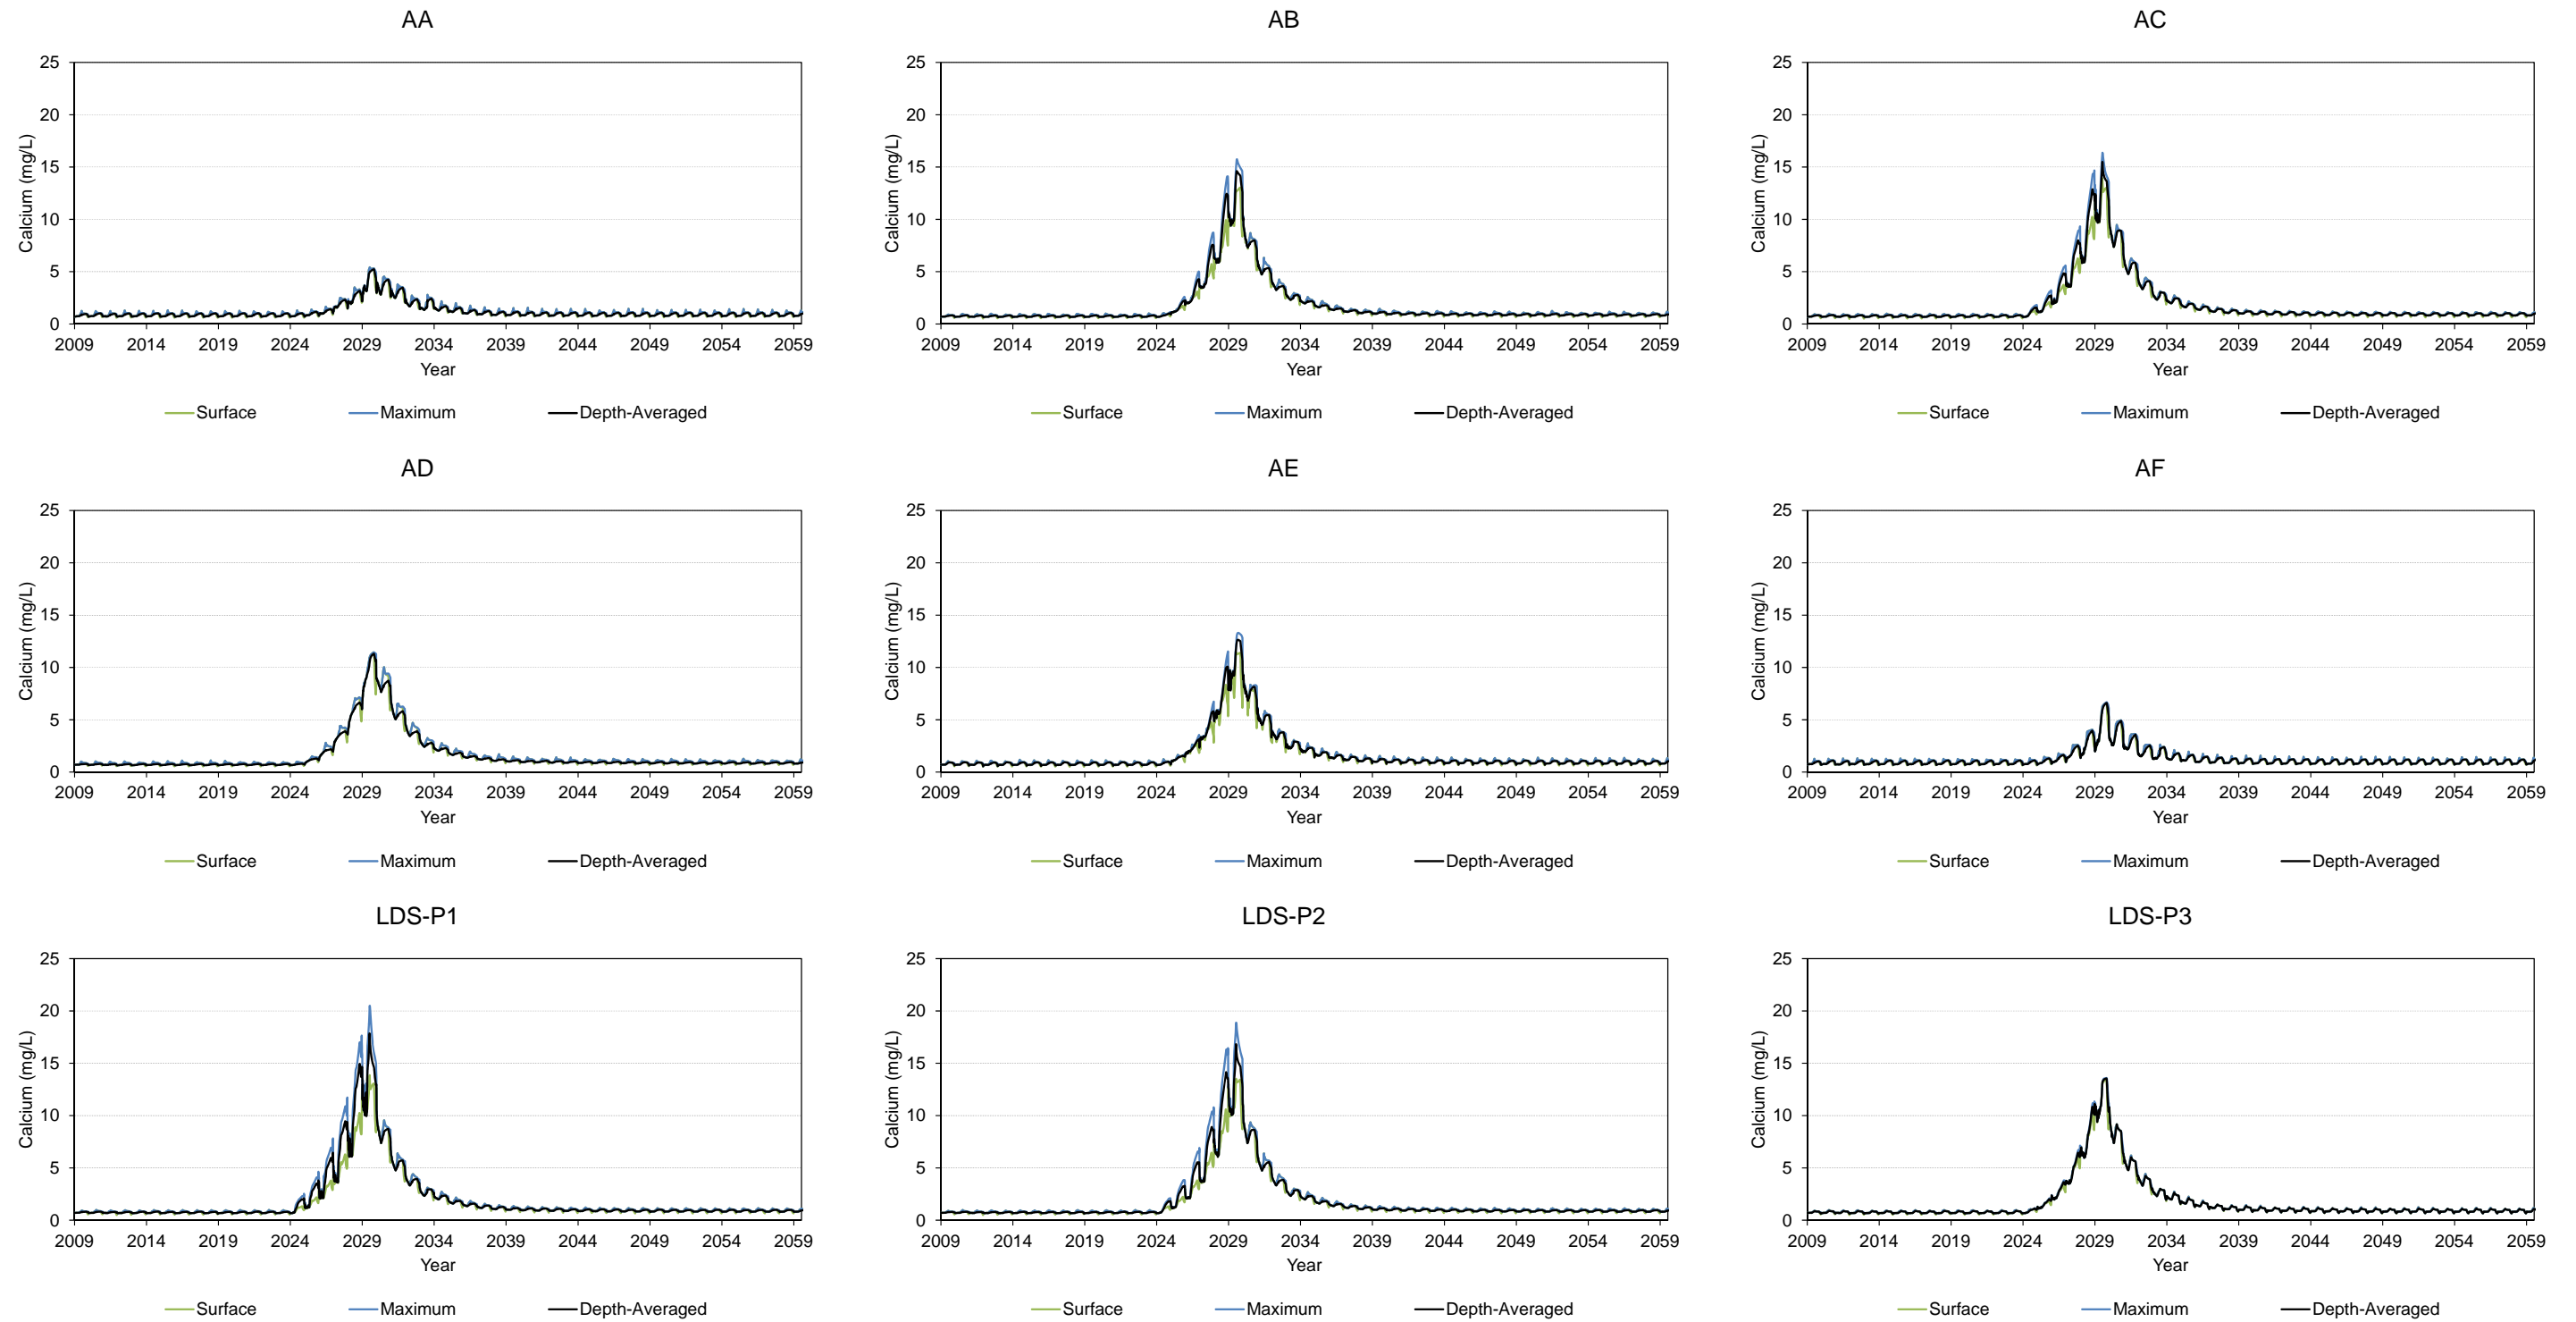 AA AB AC
25 25 25
20 20 20
15 15 15
10 10 10
5 5 5
0 0 0
Calcium (mg/L) Calcium (mg/L) Calcium (mg/L)
2009 2014 2019 2024 2029 2034 2039 2044 2049 2054 2059 2009 2014 2019 2024 2029 2034 2039 2044 2049 2054 2059 2009 2014 2019 2024 2029 2034 2039 2044 2049 2054 2059
Year Year Year
Surface Maximum Depth-Averaged Surface Maximum Depth-Averaged Surface Maximum Depth-Averaged
AD AE AF
25 25 25
20 20 20
15 15 15
10 10 10
5 5 5
0 0 0
Calcium (mg/L) Calcium (mg/L) Calcium (mg/L)
2009 2014 2019 2024 2029 2034 2039 2044 2049 2054 2059 2009 2014 2019 2024 2029 2034 2039 2044 2049 2054 2059 2009 2014 2019 2024 2029 2034 2039 2044 2049 2054 2059
Year Year Year
Surface Maximum Depth-Averaged Surface Maximum Depth-Averaged Surface Maximum Depth-Averaged
LDS-P1 LDS-P2 LDS-P3
25 25 25
20 20 20
15 15 15
10 10 10
5 5 5
0 0 0
Calcium (mg/L) Calcium (mg/L) Calcium (mg/L)
2009 2014 2019 2024 2029 2034 2039 2044 2049 2054 2059 2009 2014 2019 2024 2029 2034 2039 2044 2049 2054 2059 2009 2014 2019 2024 2029 2034 2039 2044 2049 2054 2059
Year Year Year
Surface Maximum Depth-Averaged Surface Maximum Depth-Averaged Surface Maximum Depth-Averaged